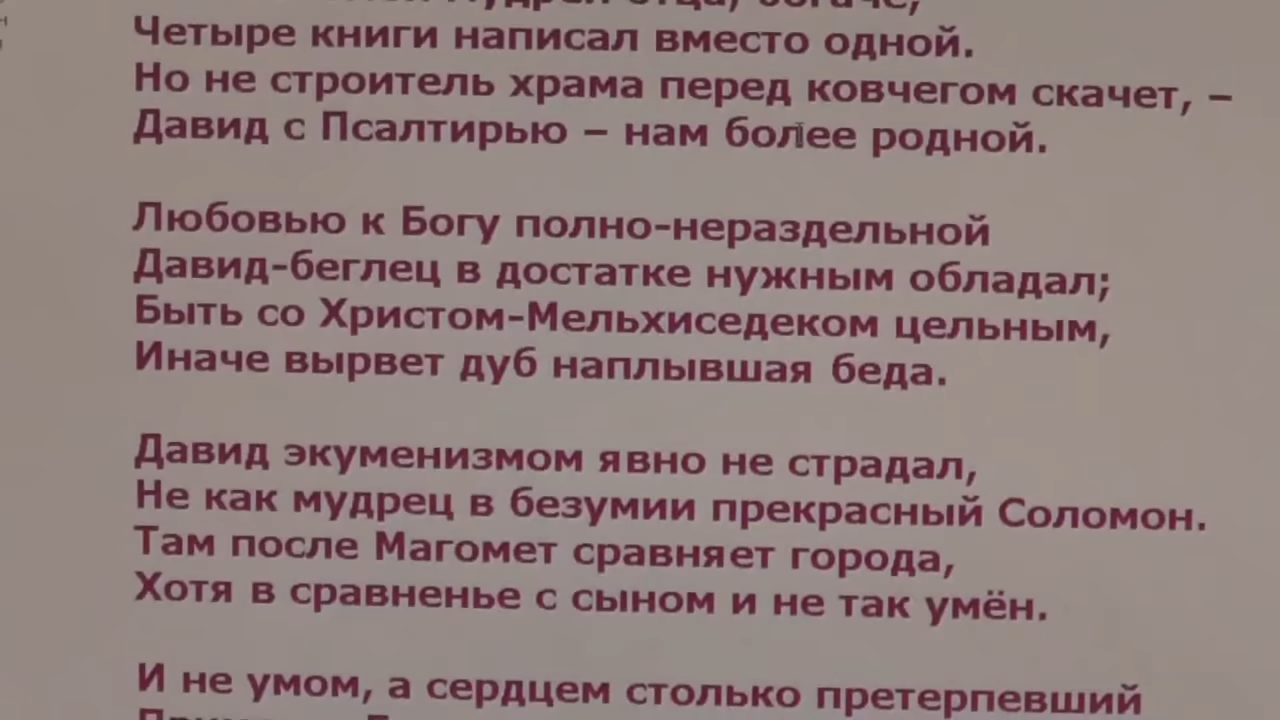 Четыре книги написал вместо одной.
Но не строитель храма перед ковчегом скачет, –
Давид с Псалтирью – нам более родной.
Любовью к Богу полно-нераздельной
Давид-беглец в достатке нужным обладал;
Быть со Христом-Мельхиседеком цельным,
Иначе вырвет дуб наплывшая беда.
Давид экуменизмом явно не страдал,
Не как мудрец в безумии прекрасный Соломон.
Там после Магомет сравняет города,
Хотя в сравненье с сыном и не так умён.
И не умом, а сердцем столько претерпевший